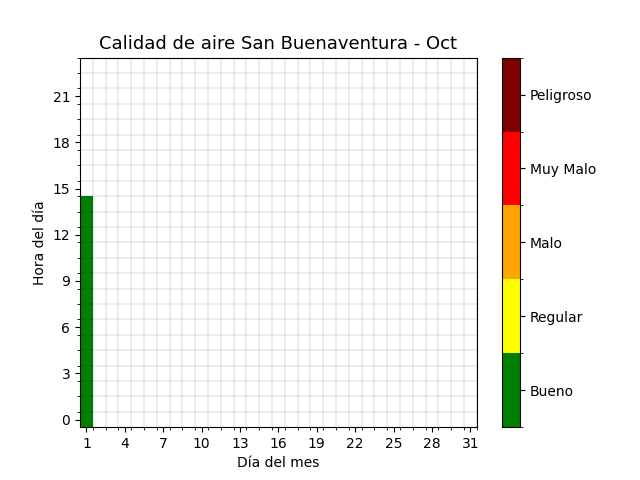 Calidad de aire San Buenaventura - Oct
21
18
15
12
9
6
3
0
Hora del día
1 4 7 10 13 16 19 22 25 28 31
Día del mes
Peligroso
Muy Malo
Malo
Regular
Bueno